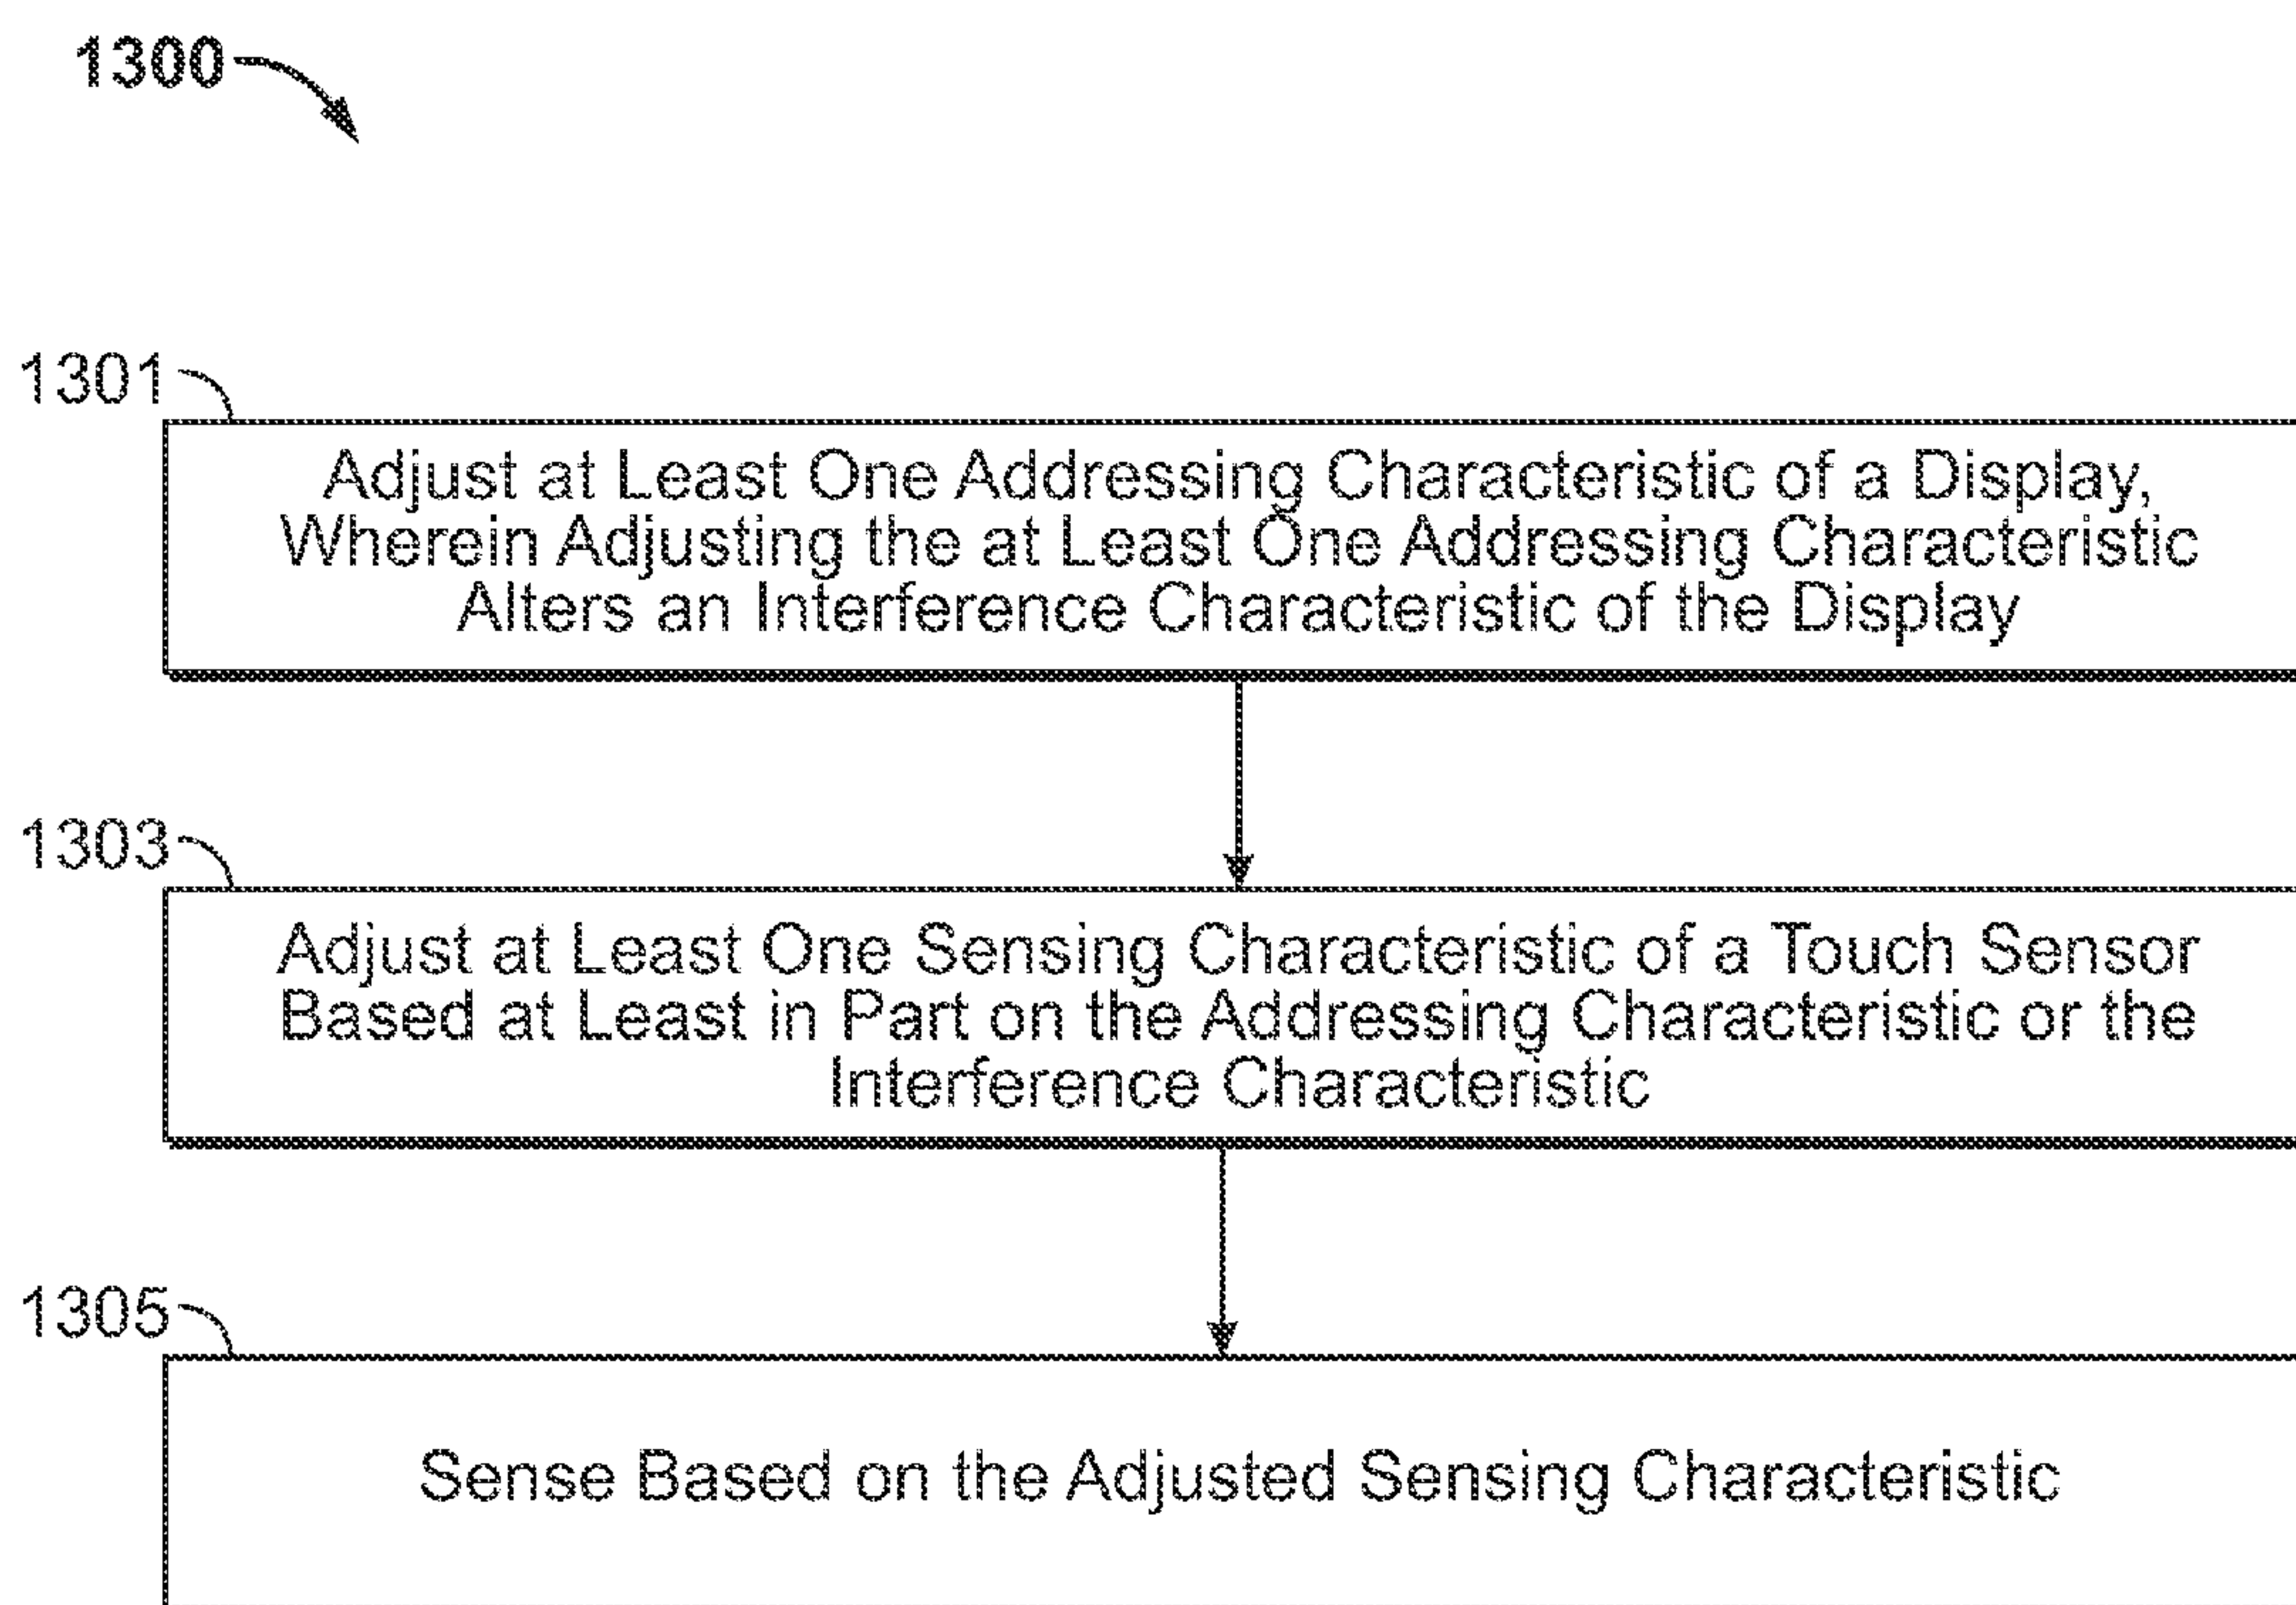 1300
1301
Adjust at Least One Addressing Characteristic of a Display,
Wherein Adjusting the at Least One Addressing Characteristic
Alters an Interference Characteristic of the Display
1303
Adjust at Least One Sensing Characteristic of a Touch Sensor
Based at Least in Part on the Addressing Characteristic or the
Interference Characteristic
1305
Sense Based on the Adjusted Sensing Characteristic